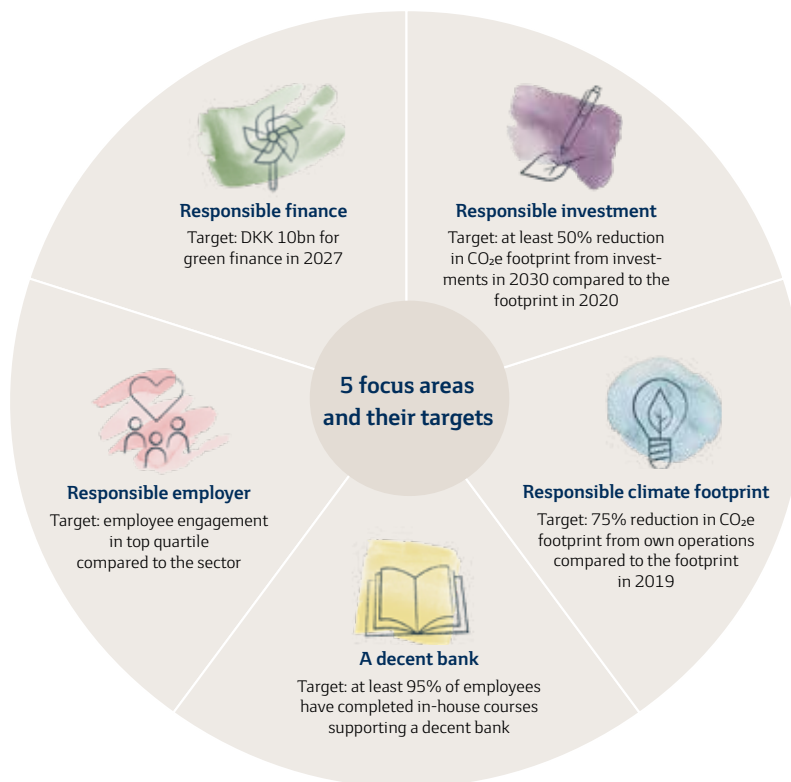 Responsible finance
Target: DKK 10bn for
green finance in 2027
Responsible investment
Target: at least 50% reduction
in CO₂e footprint from invest-
ments in 2030 compared to the
footprint in 2020
5 focus areas
and their targets
Responsible employer
Target: employee engagement
in top quartile
compared to the sector
Responsible climate footprint
Target: 75% reduction in CO₂e
footprint from own operations
compared to the footprint
in 2019
A decent bank
Target: at least 95% of employees
have completed in-house courses
supporting a decent bank